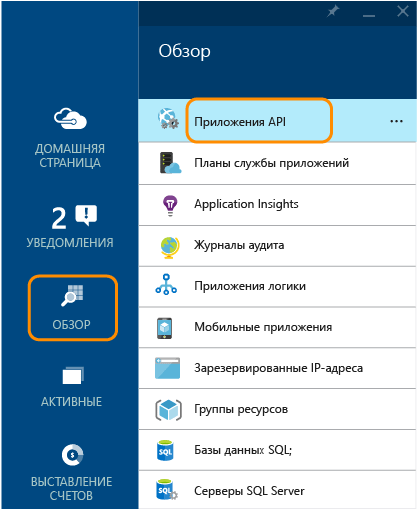 Обзор
ДОМАШНЯЯ
СТРАНИЦА
2
УВЕДОМЛЕНИЯ
ОБЗОР
АКТИВНЫЕ
ВЫСТАВЛЕНИЕ
СЧЕТОВ
Приложения API
Планы службы приложений
Application Insights
Журналы аудита
Приложения логики
Мобильные приложения
Зарезервированные IP-адреса
Группы ресурсов
Базы данных SQL;
Серверы SQL Server